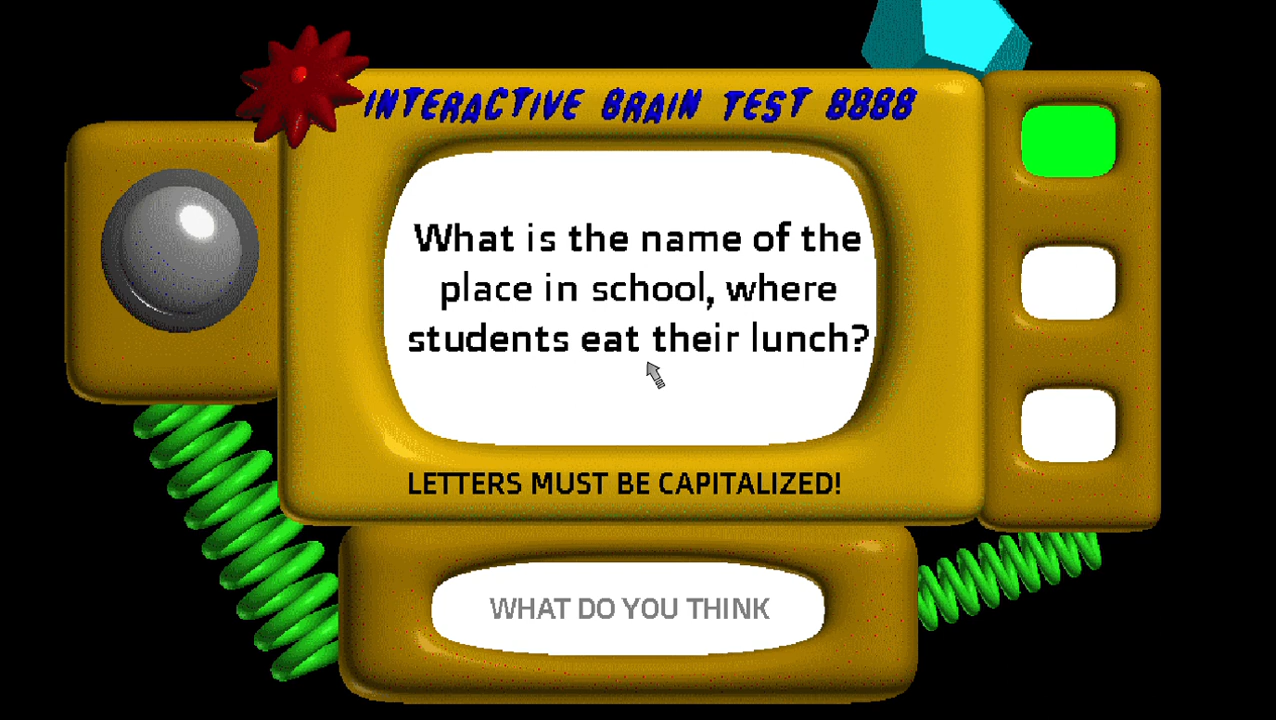 INTERACTIVE BRAIN TEST 8888
What is the name of the
place in school, where
students eat their lunch?
LETTERS MUST BE CAPITALIZED!
WHAT DO YOU THINK